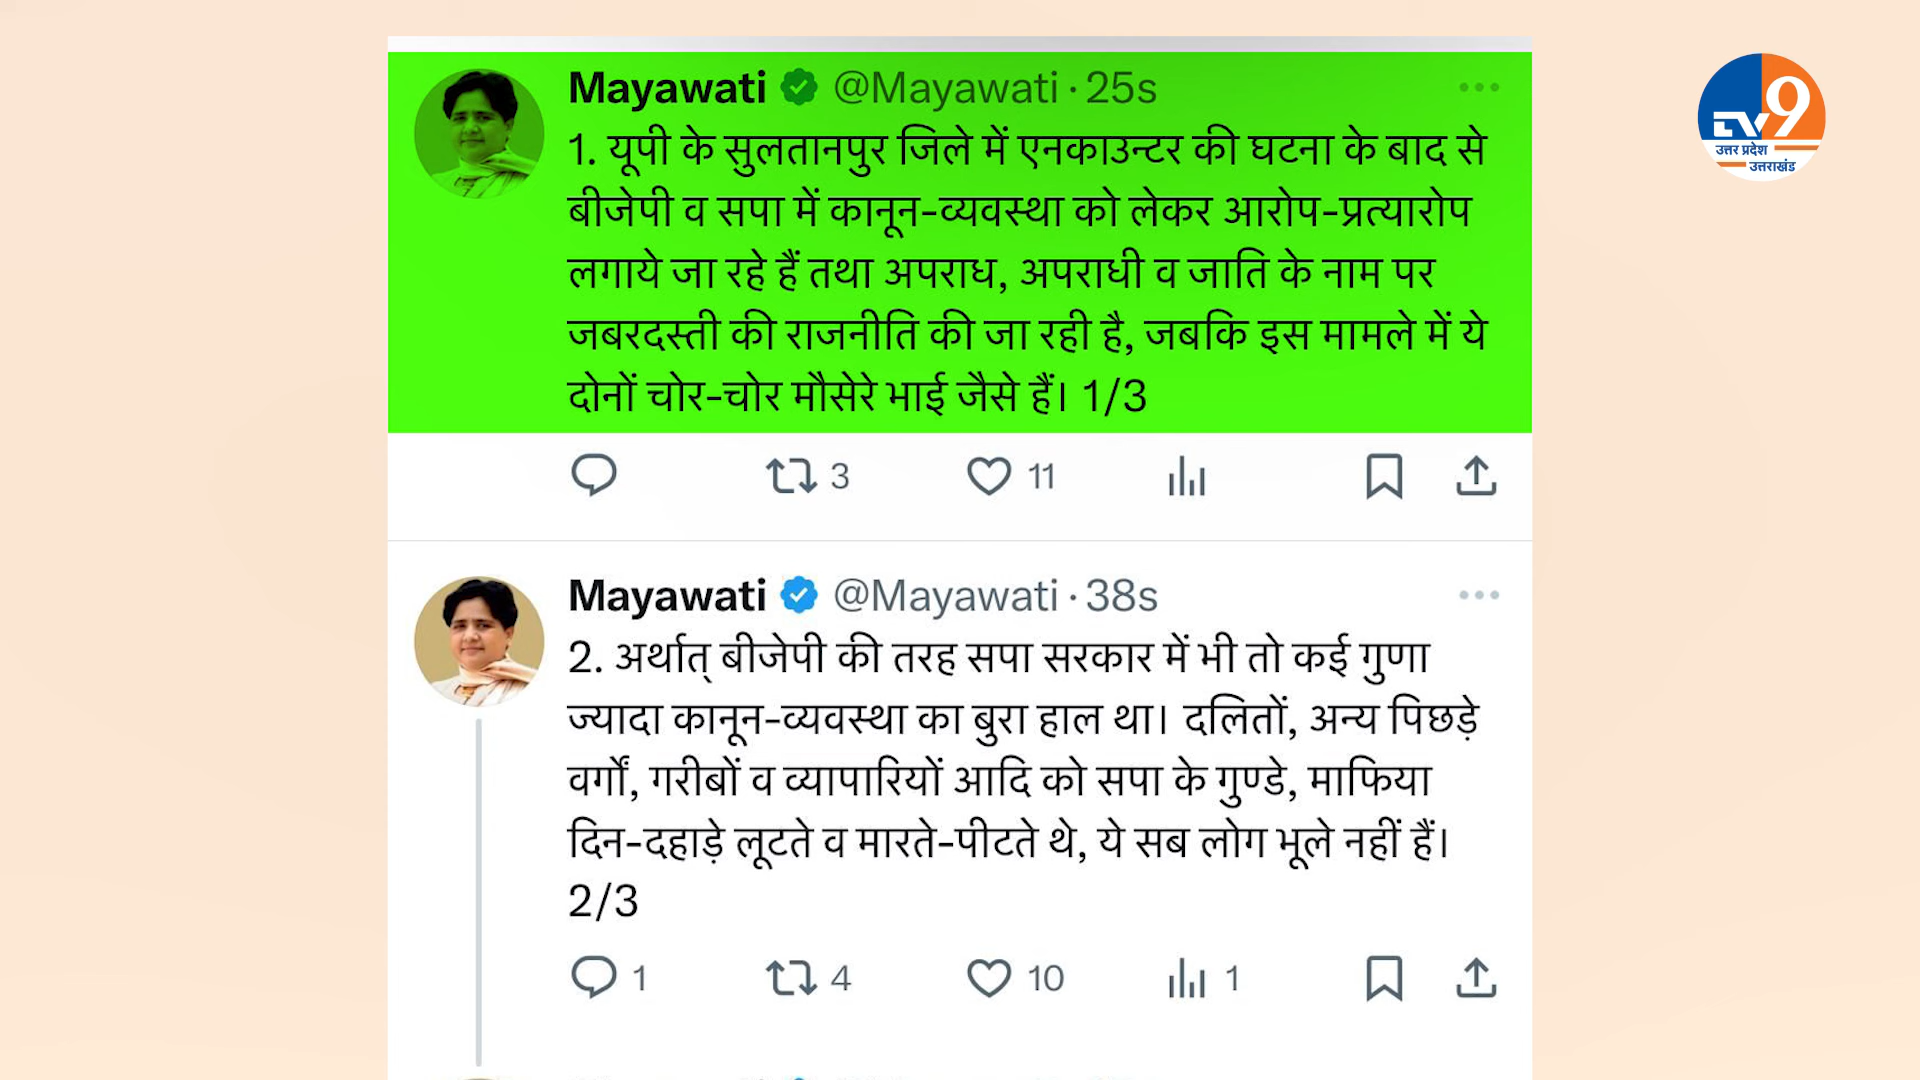 Mayawati @Mayawati · 25s
1. यूपी के सुलतानपुर जिले में एनकाउन्टर की घटना के बाद से
बीजेपी व सपा में कानून-व्यवस्था को लेकर आरोप-प्रत्यारोप
लगाये जा रहे हैं तथा अपराध, अपराधी व जाति के नाम पर
जबरदस्ती की राजनीति की जा रही है, जबकि इस मामले में ये
दोनों चोर-चोर मौसेरे भाई जैसे हैं। 1/3
3 11
Mayawati @Mayawati · 38s
2. अर्थात् बीजेपी की तरह सपा सरकार में भी तो कई गुणा
ज्यादा कानून-व्यवस्था का बुरा हाल था। दलितों, अन्य पिछड़े
वर्गों, गरीबों व व्यापारियों आदि को सपा के गुण्डे, माफिया
दिन-दहाड़े लूटते व मारते-पीटते थे, ये सब लोग भूले नहीं हैं।
2/3
1 4 10 1
TV9
उत्तर प्रदेश
उत्तराखंड